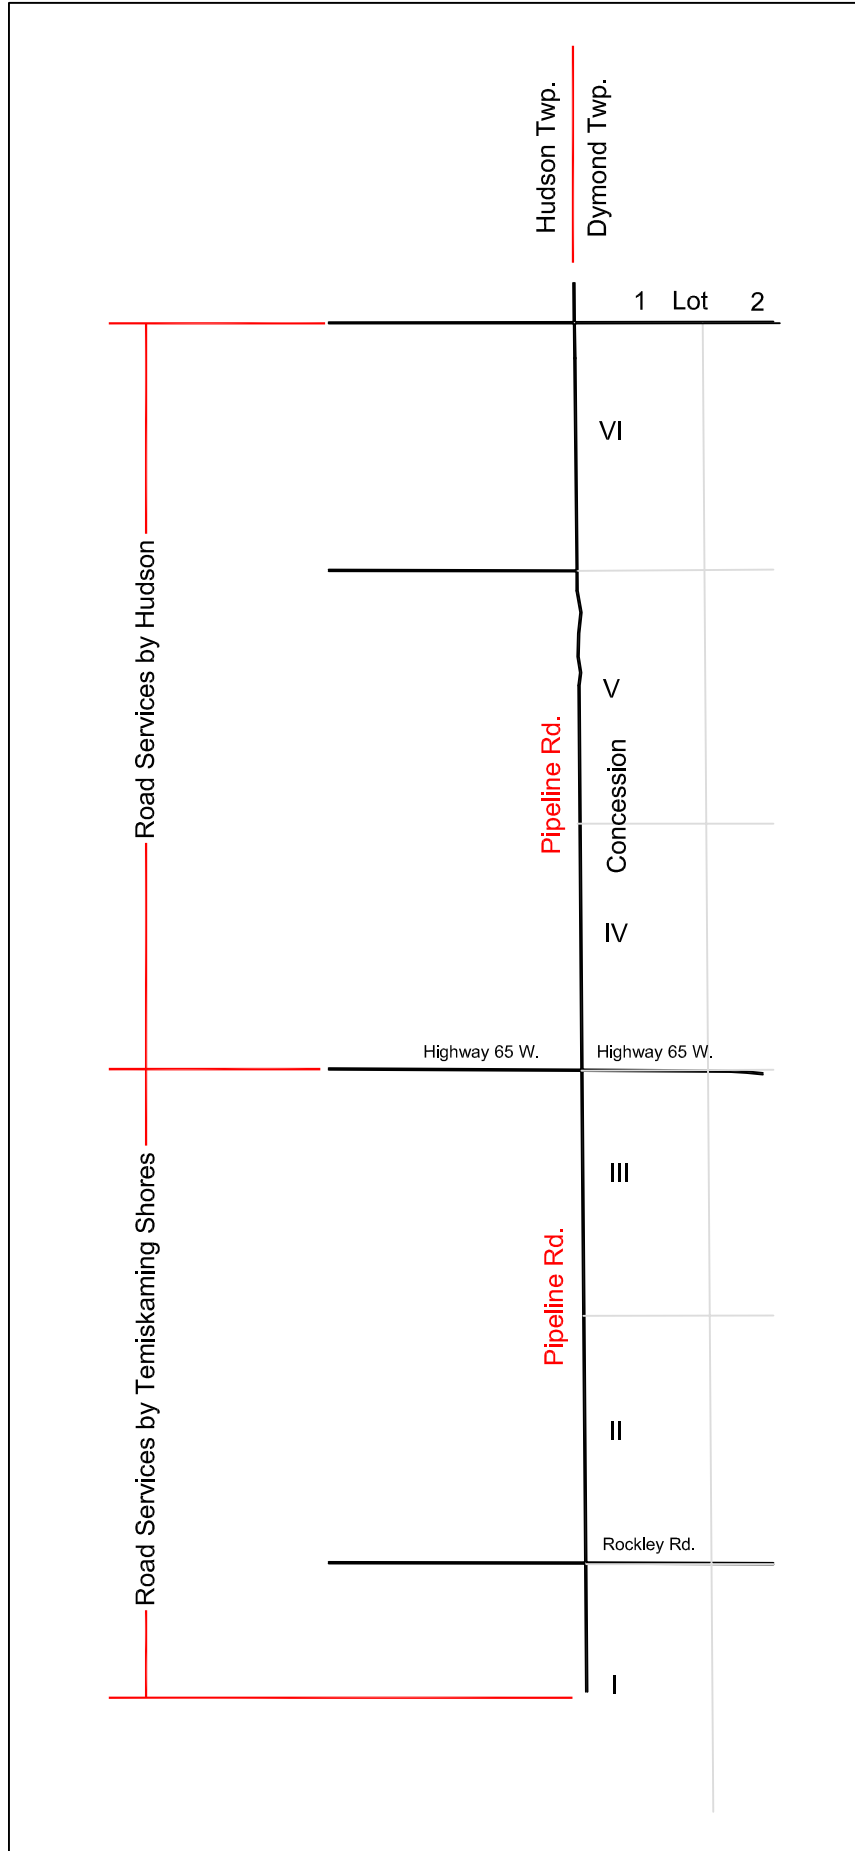 Hudson Twp.
Dymond Twp.
1 Lot 2
VI
Road Services by Hudson
V
Pipeline Rd.
Concession
IV
Highway 65 W.
Highway 65 W.
III
Road Services by Temiskaming Shores
Pipeline Rd.
II
Rockley Rd.
I